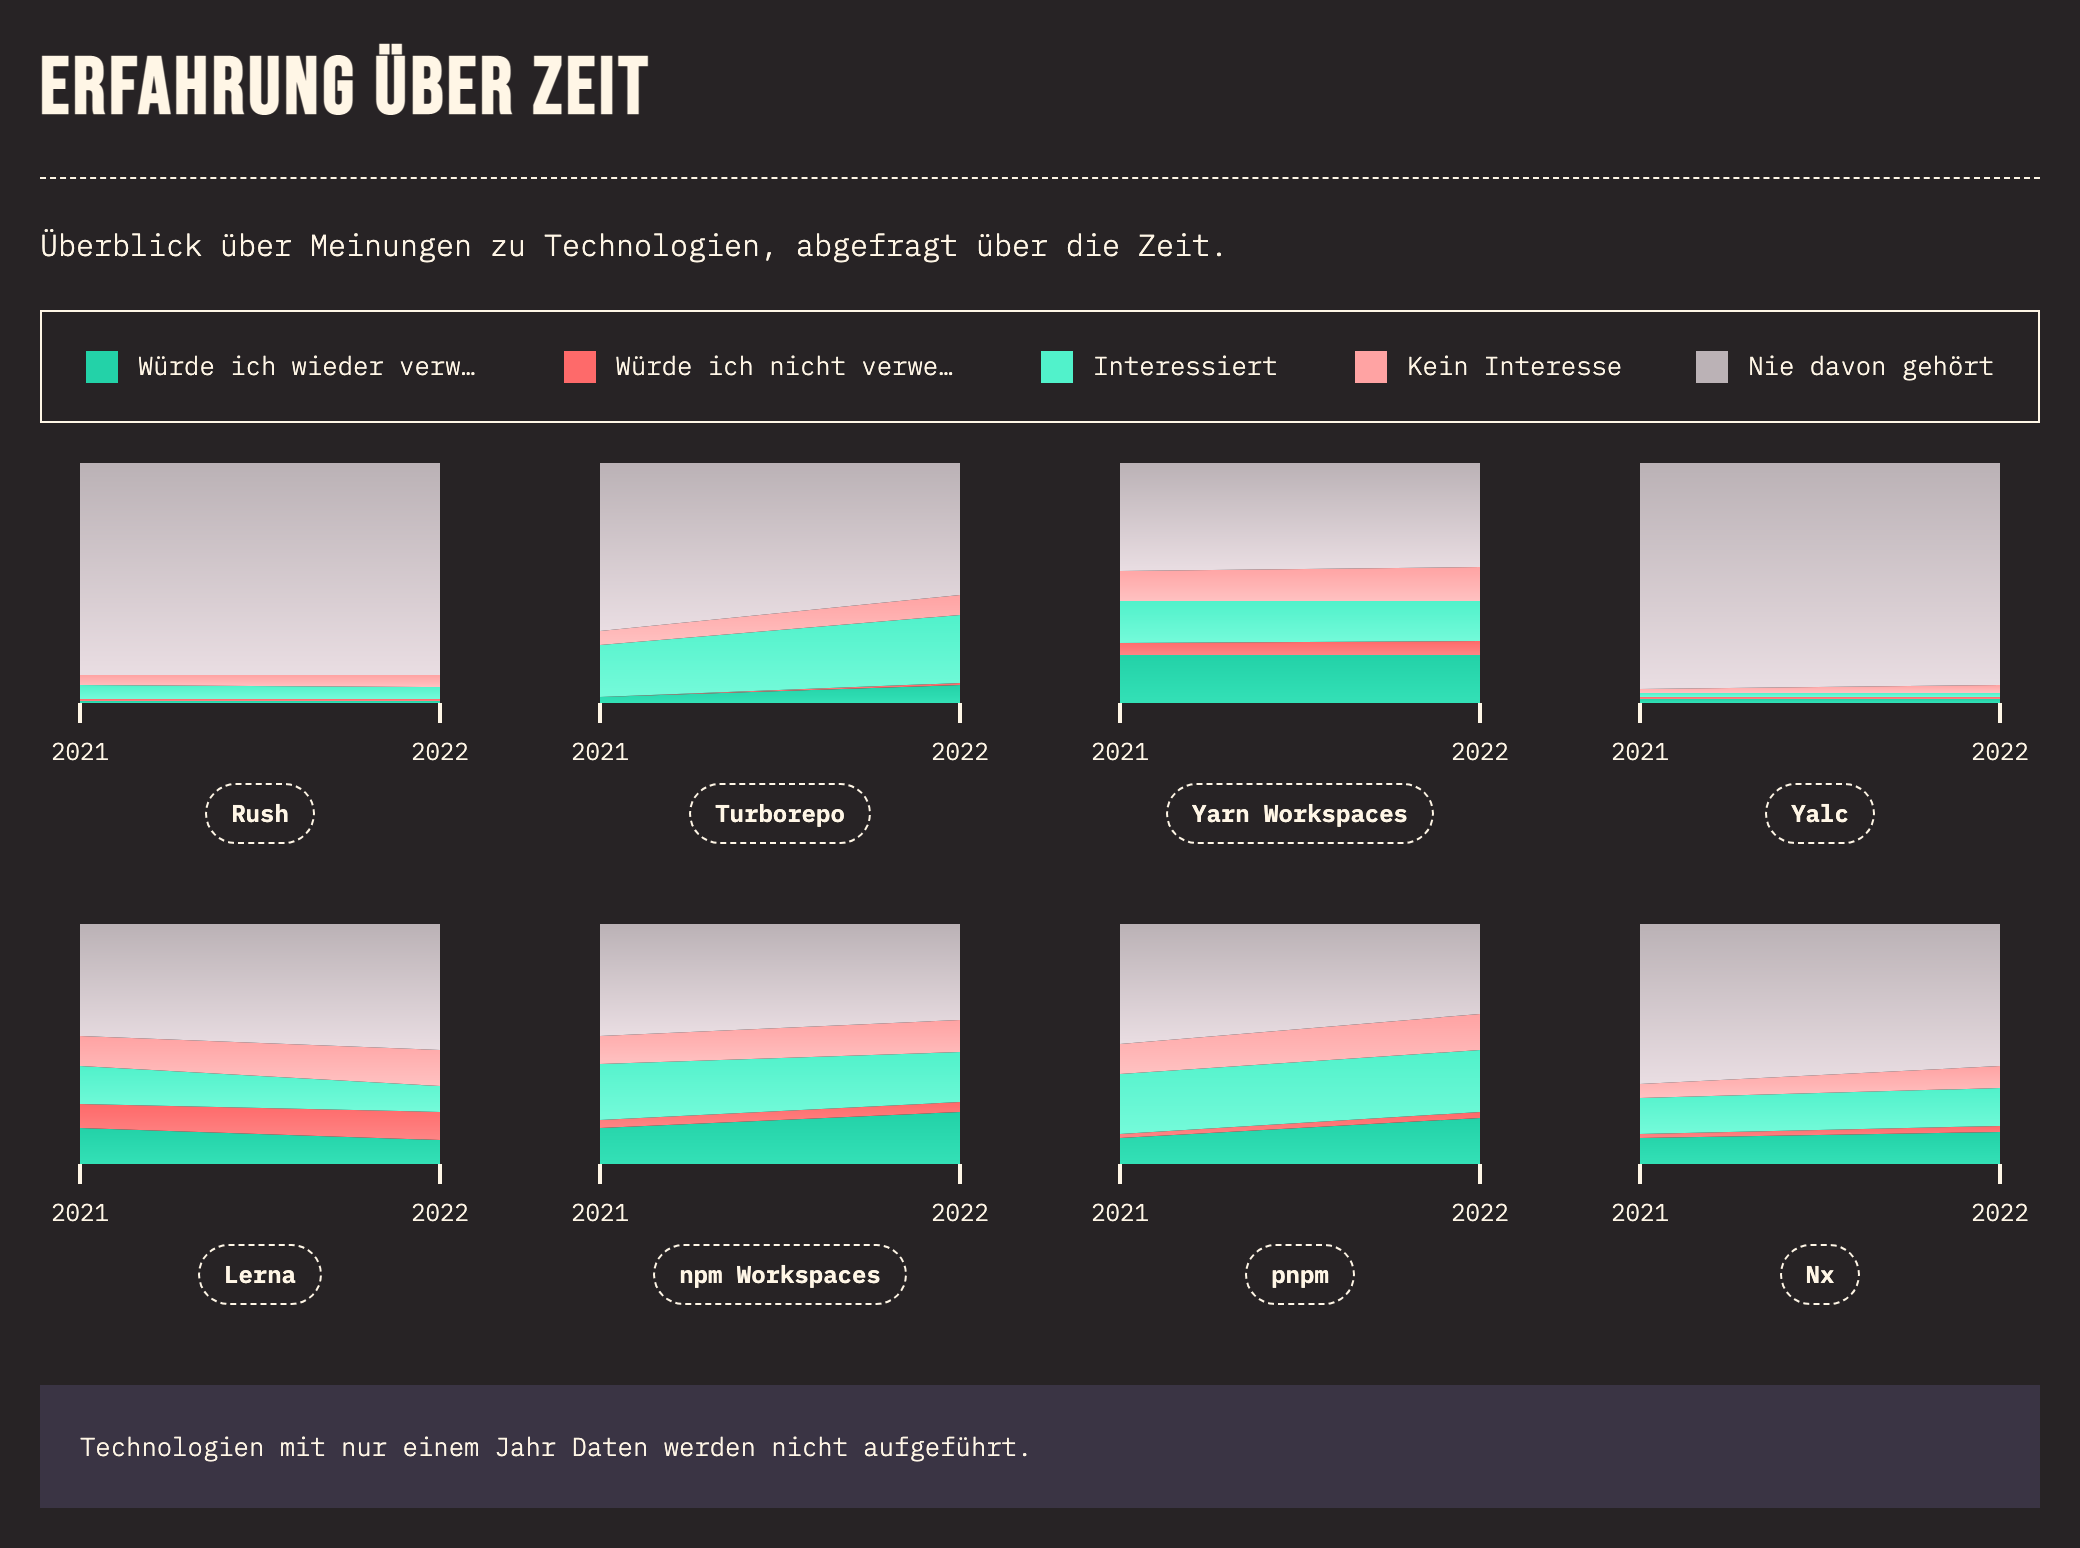 ERFAHRUNG ÜBER ZEIT
Überblick über Meinungen zu Technologien, abgefragt über die Zeit.
Würde ich wieder verw… Würde ich nicht verwe… Interessiert Kein Interesse Nie davon gehört
2021 2022 2021 2022 2021 2022 2021 2022
Rush Turborepo Yarn Workspaces Yalc
2021 2022 2021 2022 2021 2022 2021 2022
Lerna npm Workspaces pnpm Nx
Technologien mit nur einem Jahr Daten werden nicht aufgeführt.